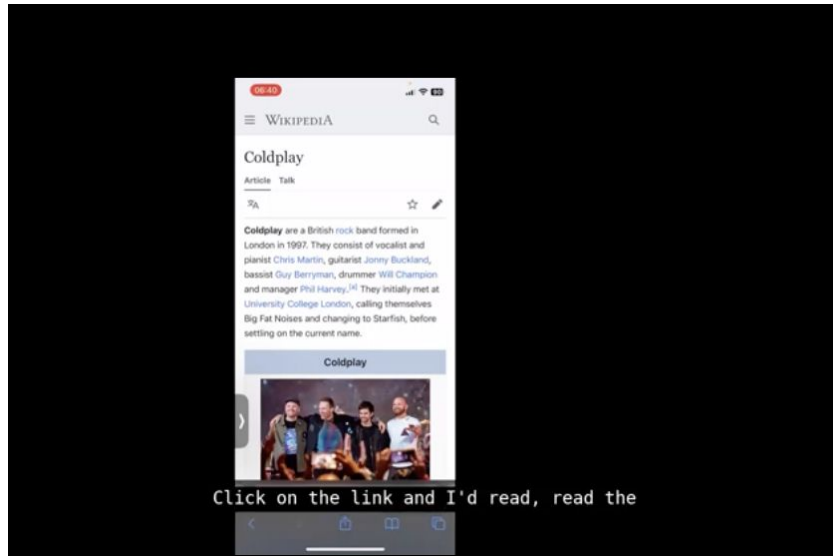 06:40
90
WIKIPEDIA
Coldplay
Article Talk
Coldplay are a British rock band formed in
London in 1997. They consist of vocalist and
pianist Chris Martin, guitarist Jonny Buckland,
bassist Guy Berryman, drummer Will Champion
and manager Phil Harvey.[a] They initially met at
University College London, calling themselves
Big Fat Noises and changing to Starfish, before
settling on the current name.
Coldplay
Click on the link and I'd read, read the